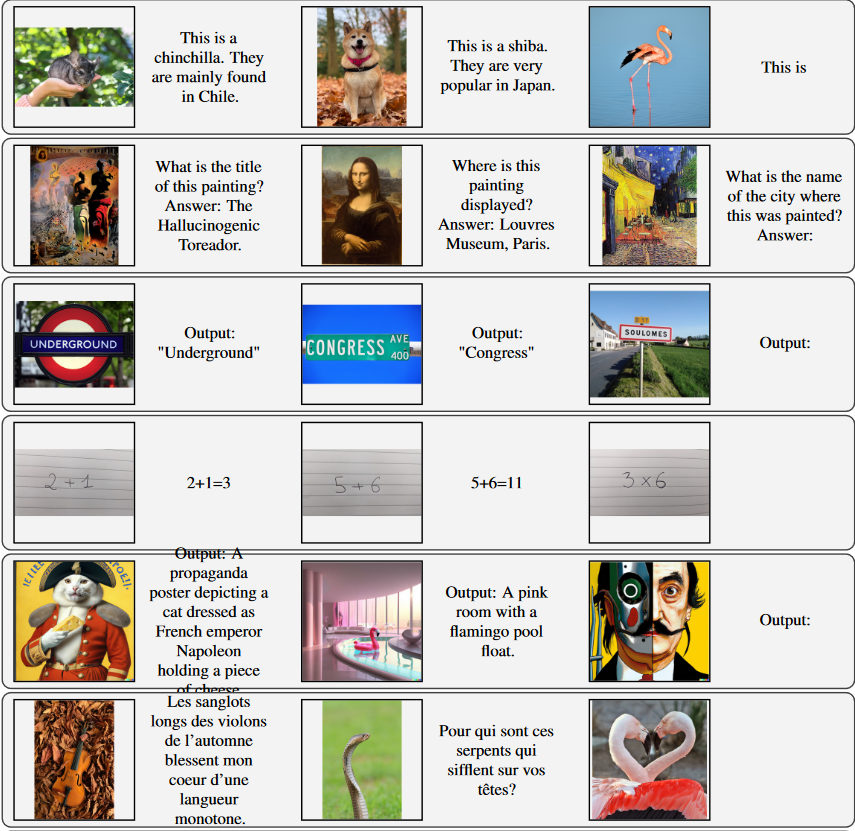 This is a
chinchilla. They
are mainly found
in Chile.
This is a shiba.
They are very
popular in Japan.
This is
What is the title
of this painting?
Answer: The
Hallucinogenic
Toreador.
Where is this
painting
displayed?
Answer: Louvres
Museum, Paris.
What is the name
of the city where
this was painted?
Answer:
UNDERGROUND
Output:
"Underground"
CONGRESS AVE
400
Output:
"Congress"
SOULOMES
Output:
2+1
2+1=3
5+6
5+6=11
3×6
Output: A
propaganda
poster depicting a
cat dressed as
French emperor
Napoleon
holding a piece
of cheese
Output: A pink
room with a
flamingo pool
float.
Output:
Les sanglots
longs des violons
de l'automne
blessent mon
coeur d'une
langueur
monotone.
Pour qui sont ces
serpents qui
sifflent sur vos
têtes?